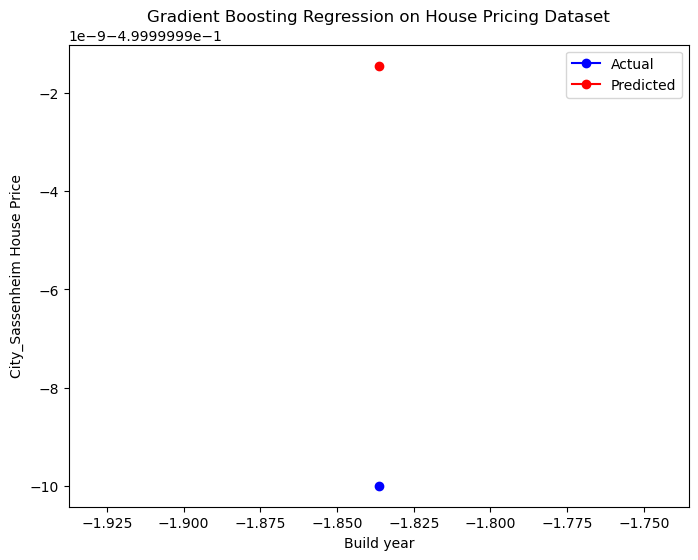 Gradient Boosting Regression on House Pricing Dataset
1e−9−4.9999999e−1
Actual
Predicted
−2
−4
−6
−8
−10
City_Sassenheim House Price
−1.925
−1.900
−1.875
−1.850
−1.825
−1.800
−1.775
−1.750
Build year